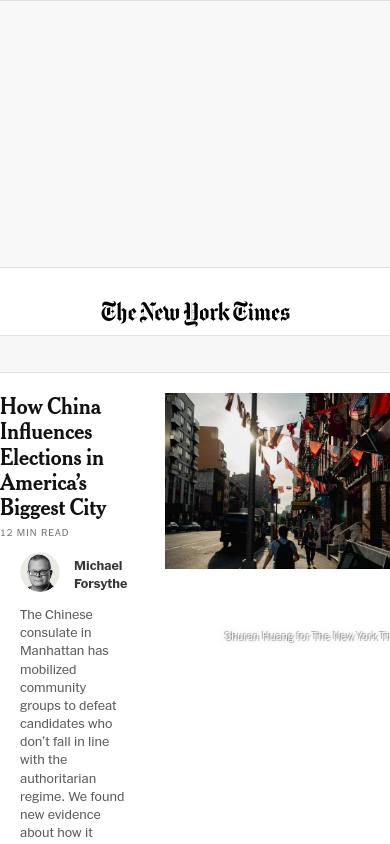 The New York Times
How China
Influences
Elections in
America's
Biggest City
12 MIN READ
Michael
Forsythe
The Chinese
consulate in
Manhattan has
mobilized
community
groups to defeat
candidates who
don't fall in line
with the
authoritarian
regime. We found
new evidence
about how it
Shuran Huang for The New York Ti